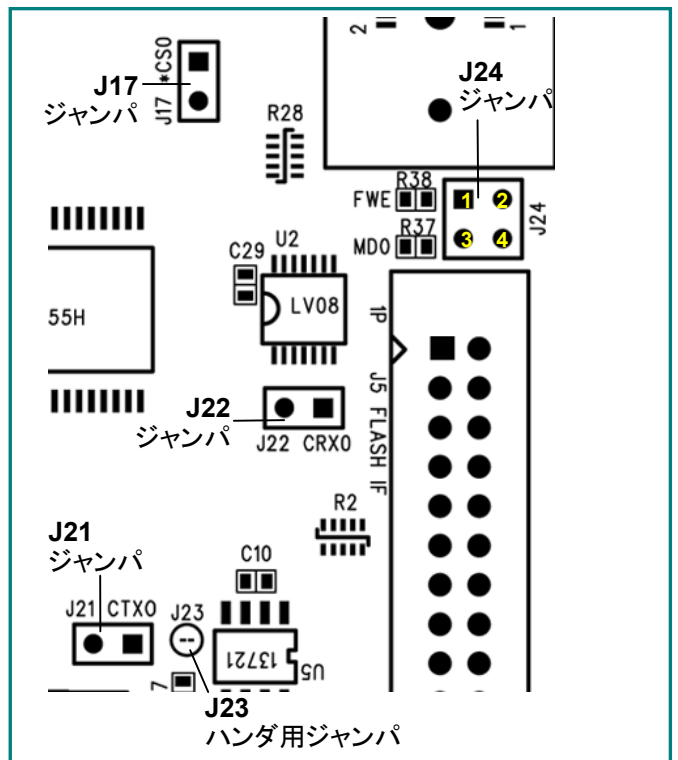 2 1
J17
ジャンパ
J17 *CS0
J24
ジャンパ
R28
R38
FWE
1 2
R37
MD0
3 4
J24
C29
U2
LV08
55H
1P
J22
ジャンパ
J22 CRX0
J5 FLASH IF
R2
J21
ジャンパ
C10
J21 CTX0
J23
13721
U5
7
J23
ハンダ用ジャンパ